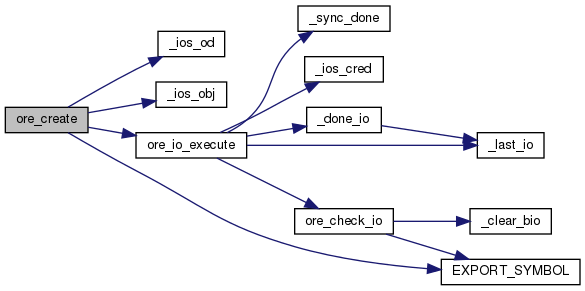 _sync_done
_ios_od
_ios_cred
_ios_obj
ore_create
_done_io
ore_io_execute
_last_io
ore_check_io
_clear_bio
EXPORT_SYMBOL